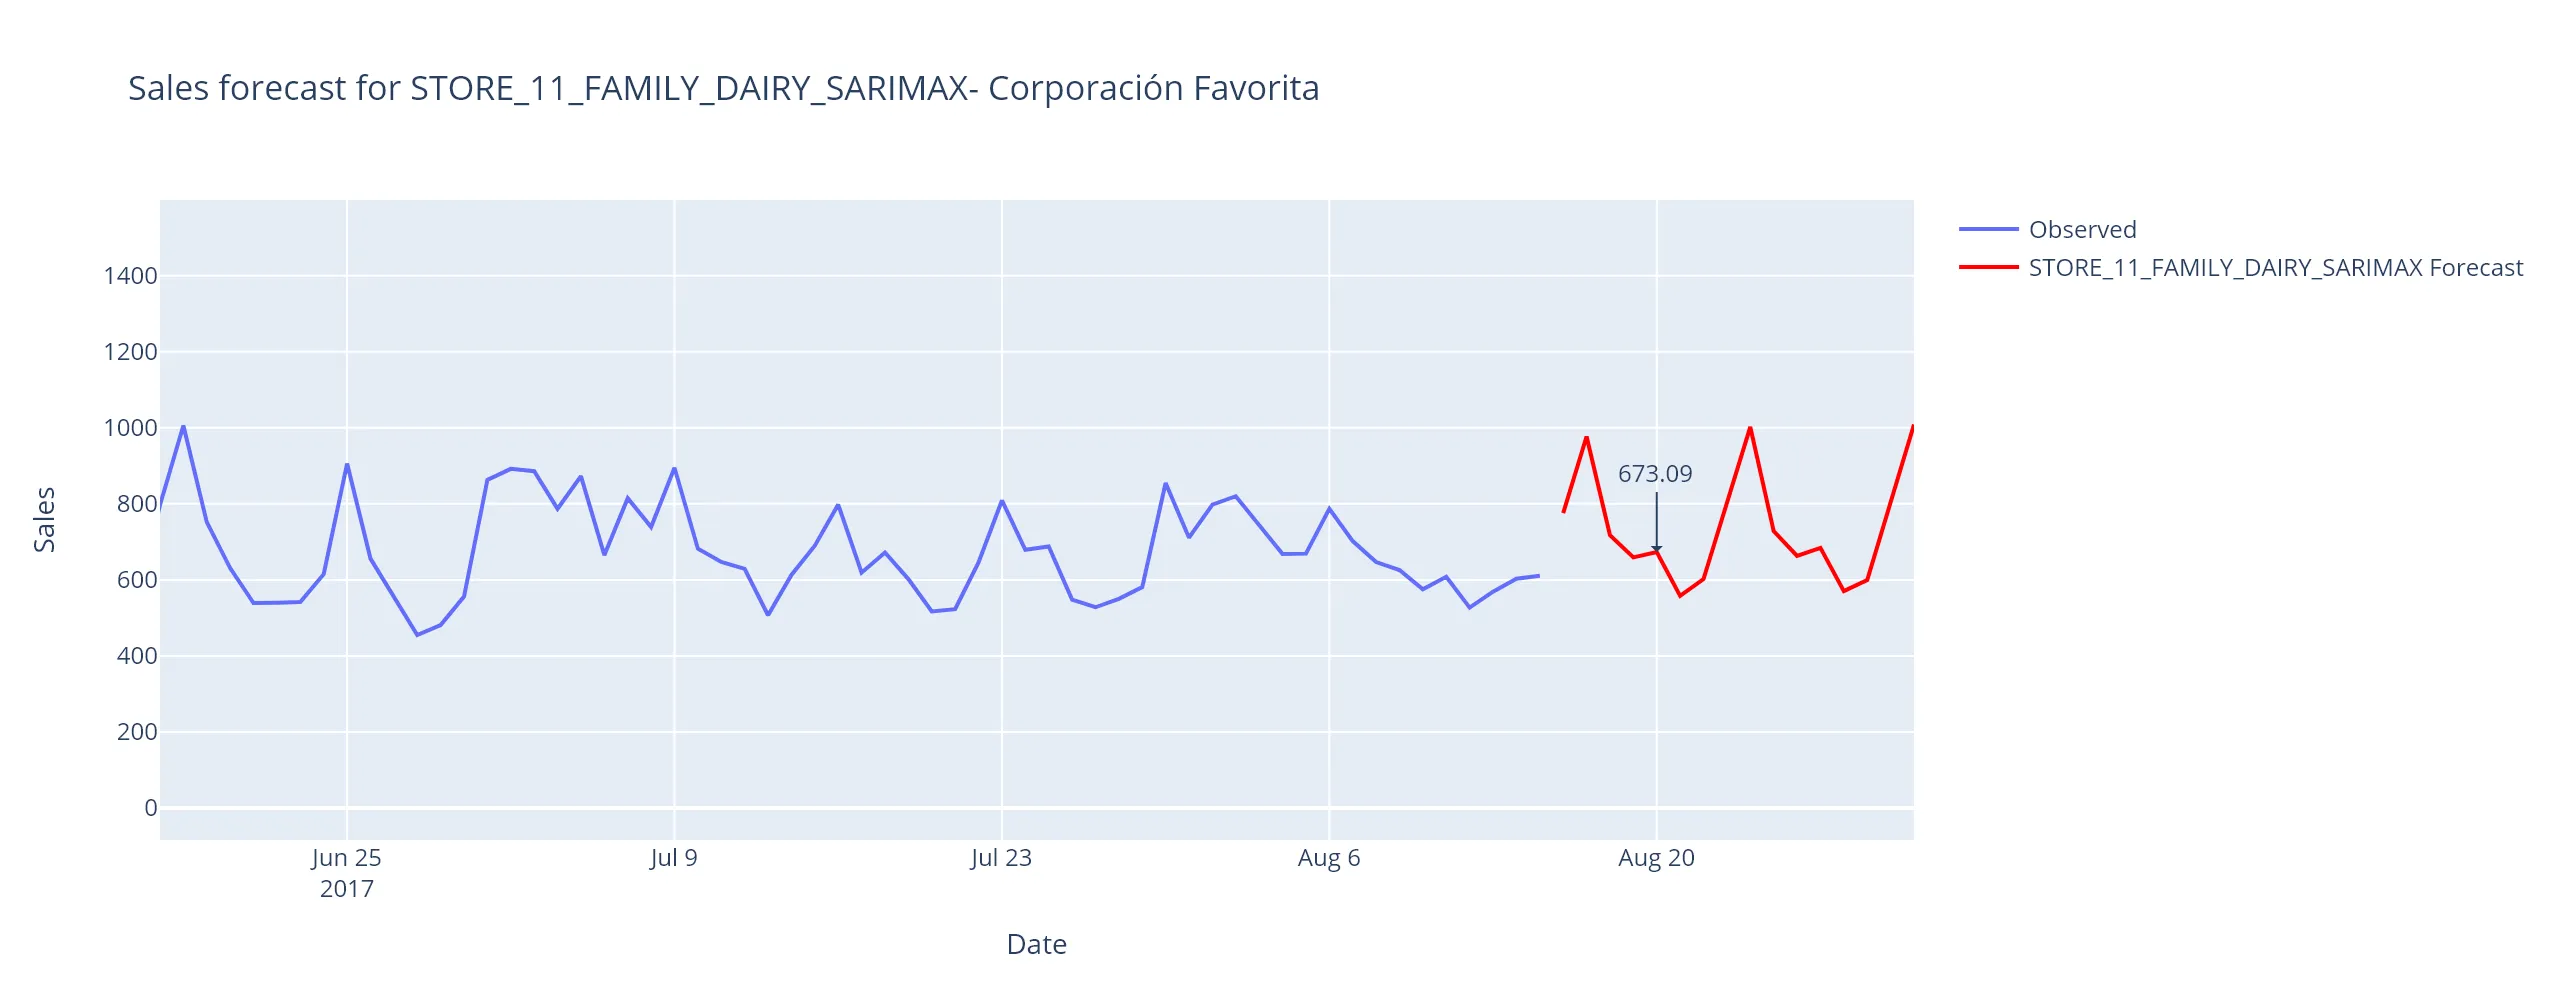 Sales forecast for STORE_11_FAMILY_DAIRY_SARIMAX- Corporación Favorita
Observed
STORE_11_FAMILY_DAIRY_SARIMAX Forecast
1400
1200
1000
800
600
400
200
0
Sales
673.09
Jun 25
2017
Jul 9
Jul 23
Aug 6
Aug 20
Date